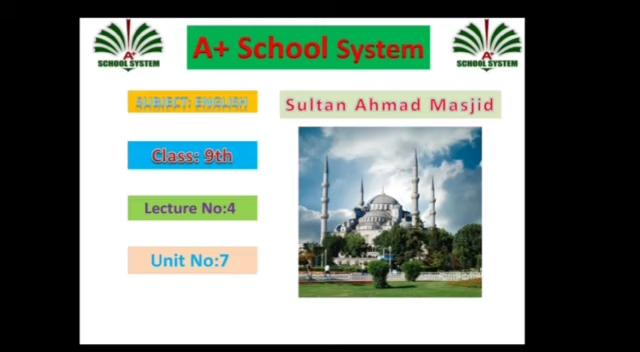 A+
SCHOOL SYSTEM
A+ School System
A+
SCHOOL SYSTEM
SUBJECT: ENGLISH
Sultan Ahmad Masjid
Class: 9th
Lecture No:4
Unit No:7